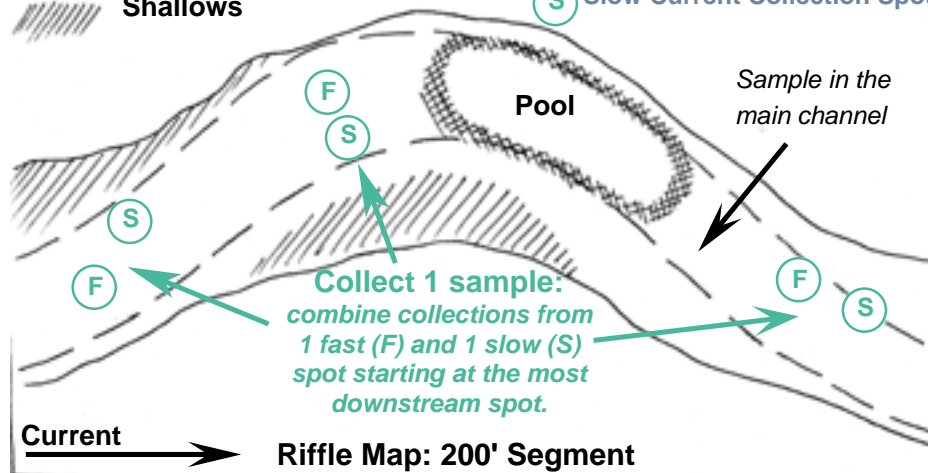 Shallows
S Slow Current Collection Spot
F
S
Pool
Sample in the
main channel
S
F
F
S
Collect 1 sample:
combine collections from
1 fast (F) and 1 slow (S)
spot starting at the most
downstream spot.
Current
Riffle Map: 200' Segment